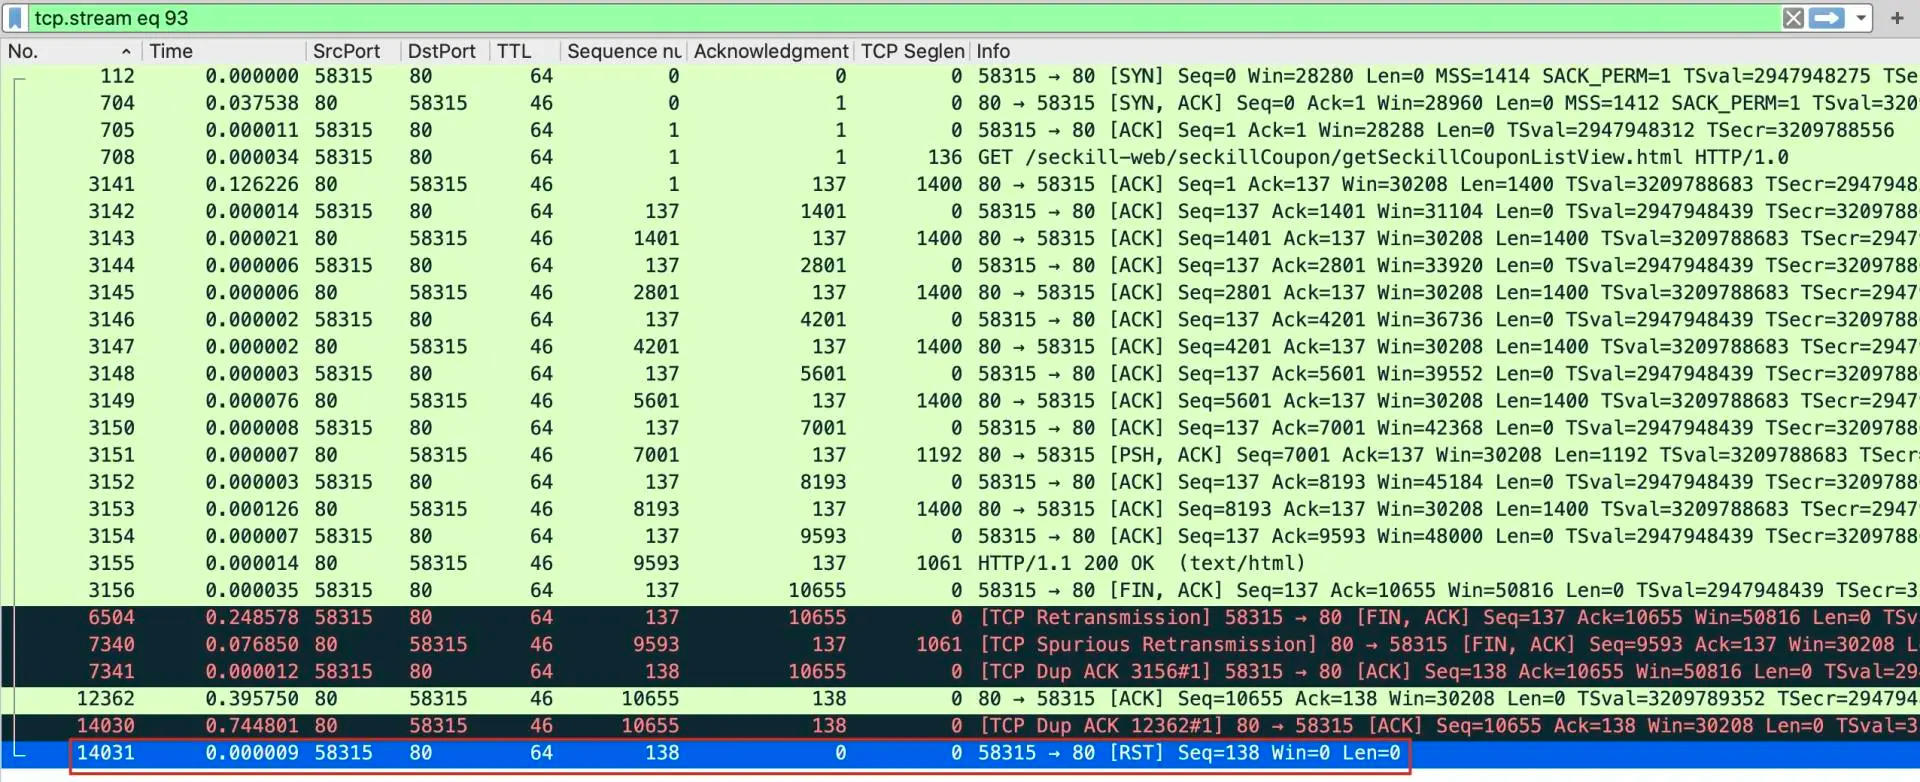 tcp.stream eq 93
No. Time SrcPort DstPort TTL Sequence nu Acknowledgment TCP Seglen Info
112 0.000000 58315 80 64 0 0 0 58315 → 80 [SYN] Seq=0 Win=28280 Len=0 MSS=1414 SACK_PERM=1 TSval=2947948275 TSe
704 0.037538 80 58315 46 0 1 0 80 → 58315 [SYN, ACK] Seq=0 Ack=1 Win=28960 Len=0 MSS=1412 SACK_PERM=1 TSval=320
705 0.000011 58315 80 64 1 1 0 58315 → 80 [ACK] Seq=1 Ack=1 Win=28288 Len=0 TSval=2947948312 TSecr=3209788556
708 0.000034 58315 80 64 1 1 136 GET /seckill-web/seckillCoupon/getSeckillCouponListView.html HTTP/1.0
3141 0.126226 80 58315 46 1 137 1400 80 → 58315 [ACK] Seq=1 Ack=137 Win=30208 Len=1400 TSval=3209788683 TSecr=2947948
3142 0.000014 58315 80 64 137 1401 0 58315 → 80 [ACK] Seq=137 Ack=1401 Win=31104 Len=0 TSval=2947948439 TSecr=3209788
3143 0.000021 80 58315 46 1401 137 1400 80 → 58315 [ACK] Seq=1401 Ack=137 Win=30208 Len=1400 TSval=3209788683 TSecr=2947
3144 0.000006 58315 80 64 137 2801 0 58315 → 80 [ACK] Seq=137 Ack=2801 Win=33920 Len=0 TSval=2947948439 TSecr=3209788
3145 0.000006 80 58315 46 2801 137 1400 80 → 58315 [ACK] Seq=2801 Ack=137 Win=30208 Len=1400 TSval=3209788683 TSecr=2947
3146 0.000002 58315 80 64 137 4201 0 58315 → 80 [ACK] Seq=137 Ack=4201 Win=36736 Len=0 TSval=2947948439 TSecr=3209788
3147 0.000002 80 58315 46 4201 137 1400 80 → 58315 [ACK] Seq=4201 Ack=137 Win=30208 Len=1400 TSval=3209788683 TSecr=2947
3148 0.000003 58315 80 64 137 5601 0 58315 → 80 [ACK] Seq=137 Ack=5601 Win=39552 Len=0 TSval=2947948439 TSecr=3209788
3149 0.000076 80 58315 46 5601 137 1400 80 → 58315 [ACK] Seq=5601 Ack=137 Win=30208 Len=1400 TSval=3209788683 TSecr=2947
3150 0.000008 58315 80 64 137 7001 0 58315 → 80 [ACK] Seq=137 Ack=7001 Win=42368 Len=0 TSval=2947948439 TSecr=3209788
3151 0.000007 80 58315 46 7001 137 1192 80 → 58315 [PSH, ACK] Seq=7001 Ack=137 Win=30208 Len=1192 TSval=3209788683 TSecr
3152 0.000003 58315 80 64 137 8193 0 58315 → 80 [ACK] Seq=137 Ack=8193 Win=45184 Len=0 TSval=2947948439 TSecr=3209788
3153 0.000126 80 58315 46 8193 137 1400 80 → 58315 [ACK] Seq=8193 Ack=137 Win=30208 Len=1400 TSval=3209788683 TSecr=2947
3154 0.000007 58315 80 64 137 9593 0 58315 → 80 [ACK] Seq=137 Ack=9593 Win=48000 Len=0 TSval=2947948439 TSecr=3209788
3155 0.000014 80 58315 46 9593 137 1061 HTTP/1.1 200 OK (text/html)
3156 0.000035 58315 80 64 137 10655 0 58315 → 80 [FIN, ACK] Seq=137 Ack=10655 Win=50816 Len=0 TSval=2947948439 TSecr=3
6504 0.248578 58315 80 64 137 10655 0 [TCP Retransmission] 58315 → 80 [FIN, ACK] Seq=137 Ack=10655 Win=50816 Len=0 TSv
7340 0.076850 80 58315 46 9593 137 1061 [TCP Spurious Retransmission] 80 → 58315 [FIN, ACK] Seq=9593 Ack=137 Win=30208 L
7341 0.000012 58315 80 64 138 10655 0 [TCP Dup ACK 3156#1] 58315 → 80 [ACK] Seq=138 Ack=10655 Win=50816 Len=0 TSval=29
12362 0.395750 80 58315 46 10655 138 0 80 → 58315 [ACK] Seq=10655 Ack=138 Win=30208 Len=0 TSval=3209789352 TSecr=29479
14030 0.744801 80 58315 46 10655 138 0 [TCP Dup ACK 12362#1] 80 → 58315 [ACK] Seq=10655 Ack=138 Win=30208 Len=0 TSval=3
14031 0.000009 58315 80 64 138 0 0 58315 → 80 [RST] Seq=138 Win=0 Len=0